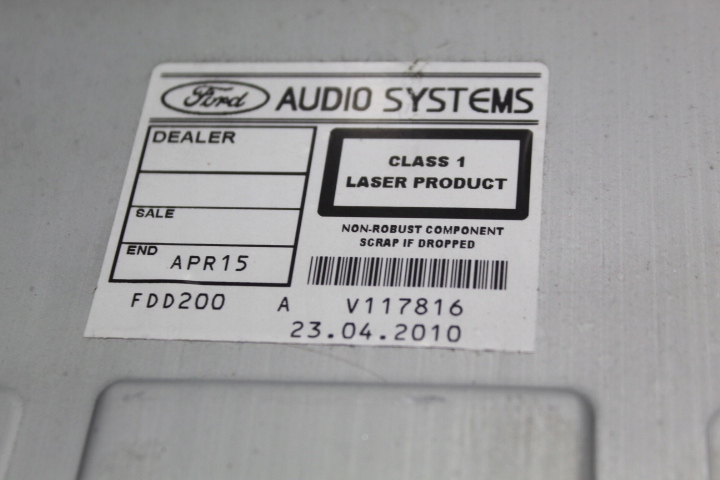 Ford AUDIO SYSTEMS
DEALER
SALE
END APR15
CLASS 1
LASER PRODUCT
NON-ROBUST COMPONENT
SCRAP IF DROPPED
FDD200 A V117816
23.04.2010